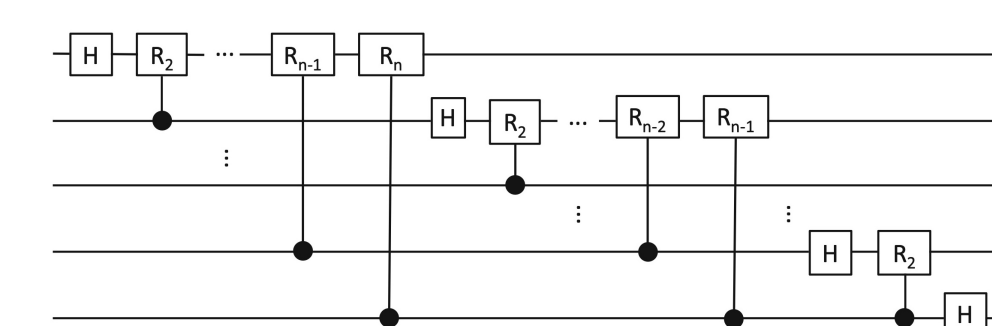 H R₂ ... Rₙ₋₁ Rₙ
H R₂ ... Rₙ₋₂ Rₙ₋₁
⋮
⋮ ⋮
H R₂
H